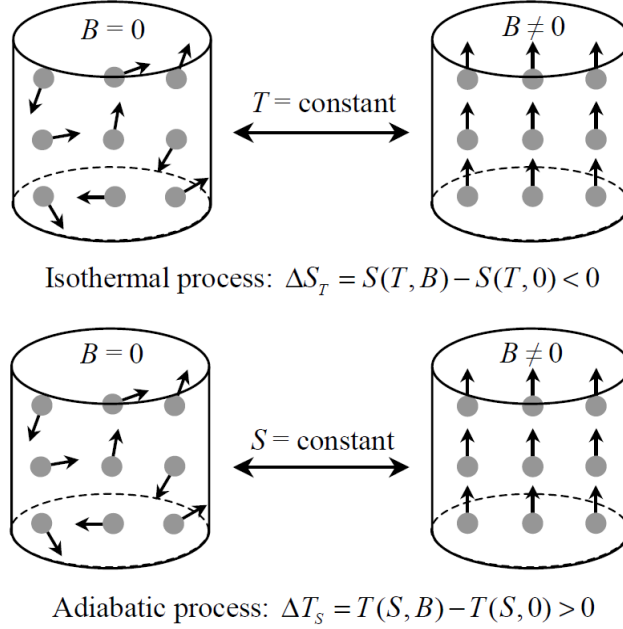 B = 0
B ≠ 0
T = constant
Isothermal process: ΔS_T = S(T, B) − S(T, 0) < 0
B = 0
B ≠ 0
S = constant
Adiabatic process: ΔT_S = T(S, B) − T(S, 0) > 0